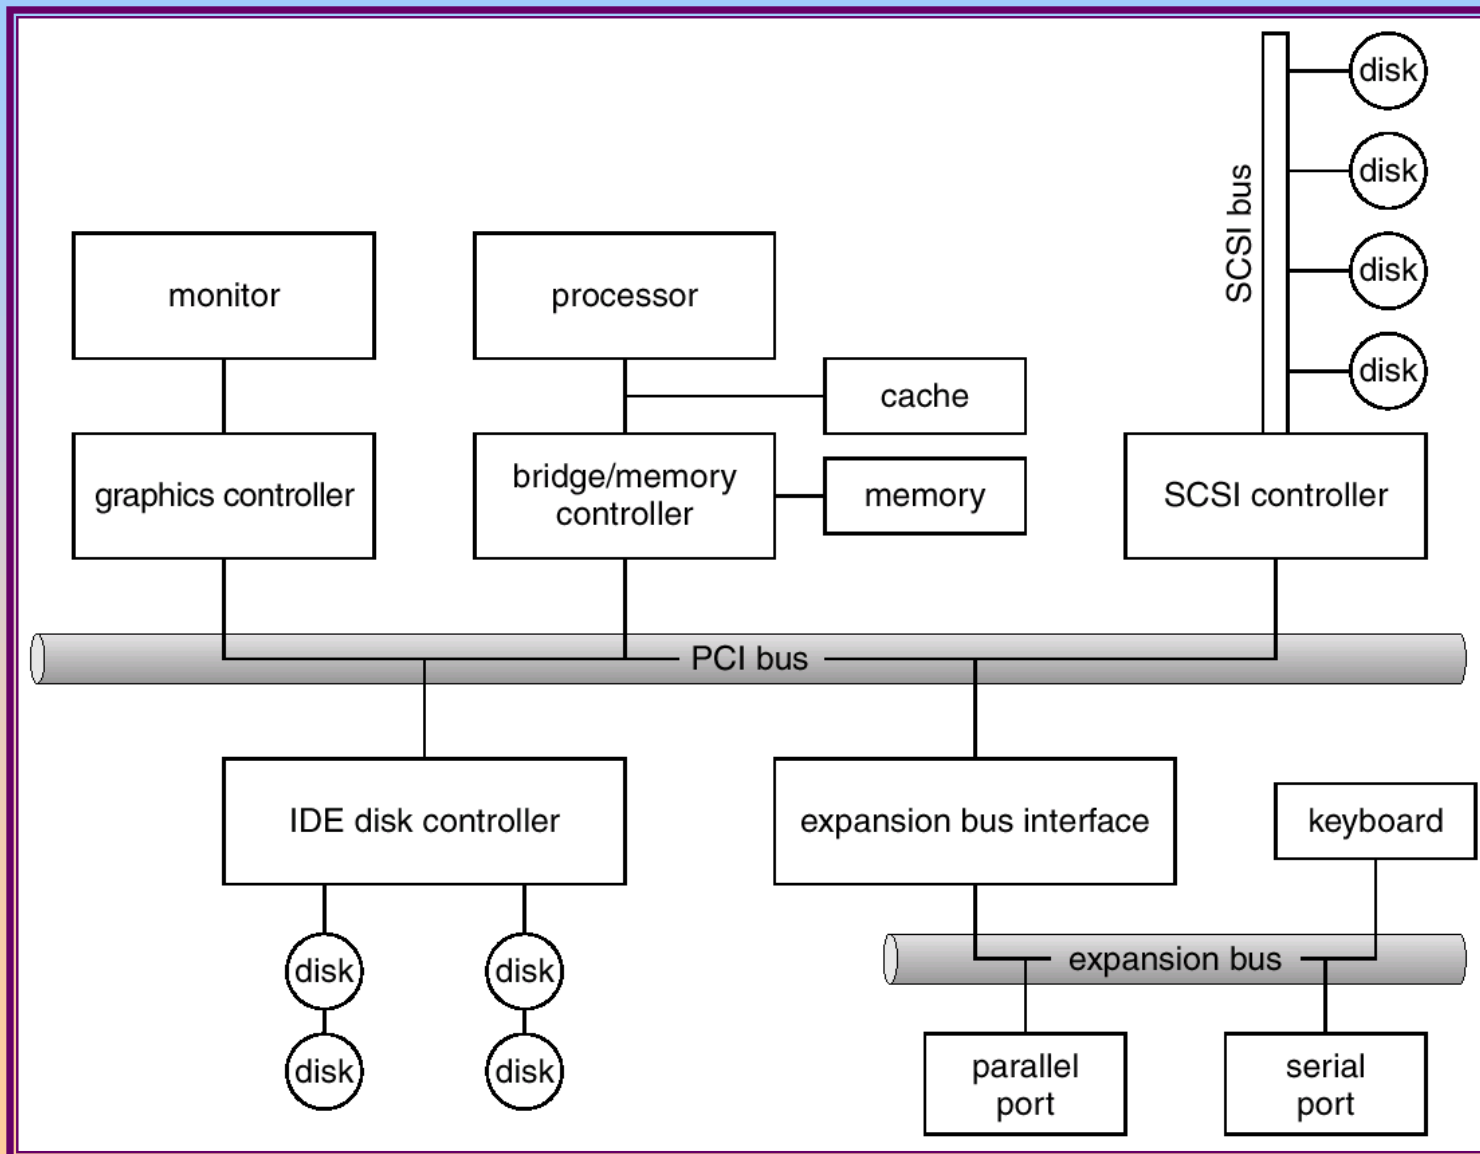 disk
disk
SCSI bus
disk
disk
monitor
processor
cache
graphics controller
bridge/memory
controller
memory
SCSI controller
PCI bus
IDE disk controller
expansion bus interface
keyboard
expansion bus
disk
disk
disk
disk
parallel
port
serial
port